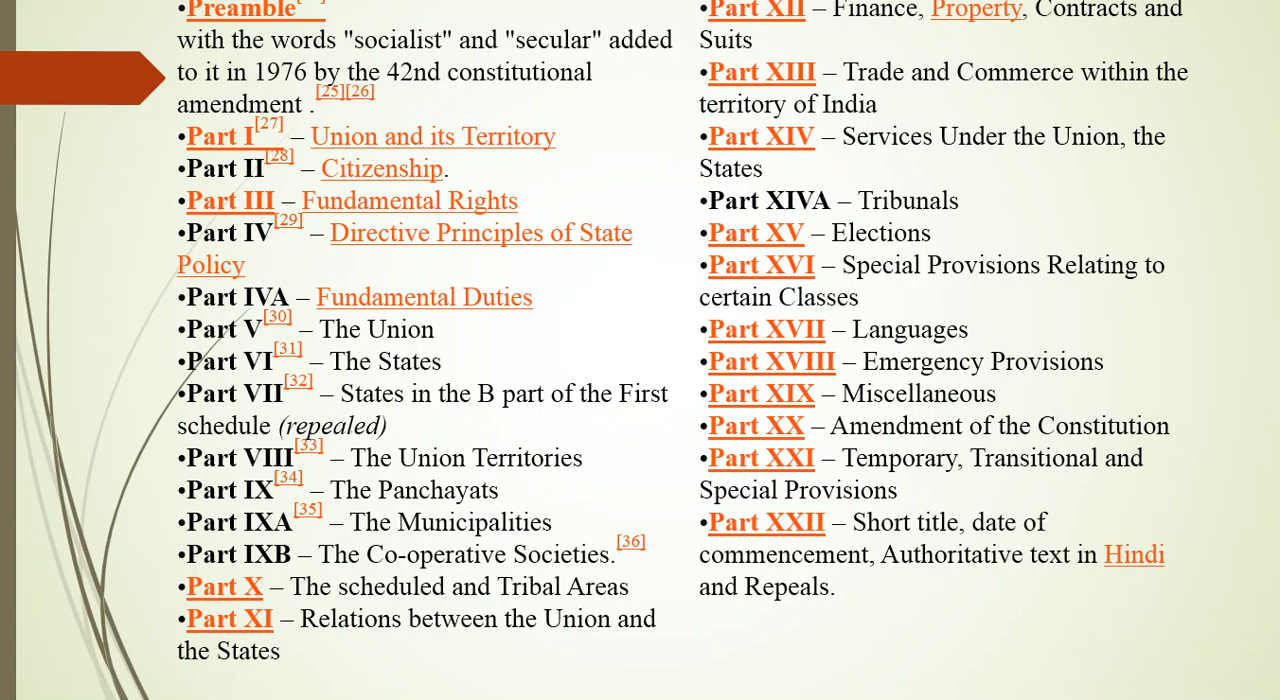 •Preamble
with the words "socialist" and "secular" added
to it in 1976 by the 42nd constitutional
amendment .[25][26]
•Part I[27] – Union and its Territory
•Part II[28] – Citizenship.
•Part III – Fundamental Rights
•Part IV[29] – Directive Principles of State
Policy
•Part IVA – Fundamental Duties
•Part V[30] – The Union
•Part VI[31] – The States
•Part VII[32] – States in the B part of the First
schedule (repealed)
•Part VIII[33] – The Union Territories
•Part IX[34] – The Panchayats
•Part IXA[35] – The Municipalities
•Part IXB – The Co-operative Societies.[36]
•Part X – The scheduled and Tribal Areas
•Part XI – Relations between the Union and
the States
•Part XII – Finance, Property, Contracts and
Suits
•Part XIII – Trade and Commerce within the
territory of India
•Part XIV – Services Under the Union, the
States
•Part XIVA – Tribunals
•Part XV – Elections
•Part XVI – Special Provisions Relating to
certain Classes
•Part XVII – Languages
•Part XVIII – Emergency Provisions
•Part XIX – Miscellaneous
•Part XX – Amendment of the Constitution
•Part XXI – Temporary, Transitional and
Special Provisions
•Part XXII – Short title, date of
commencement, Authoritative text in Hindi
and Repeals.